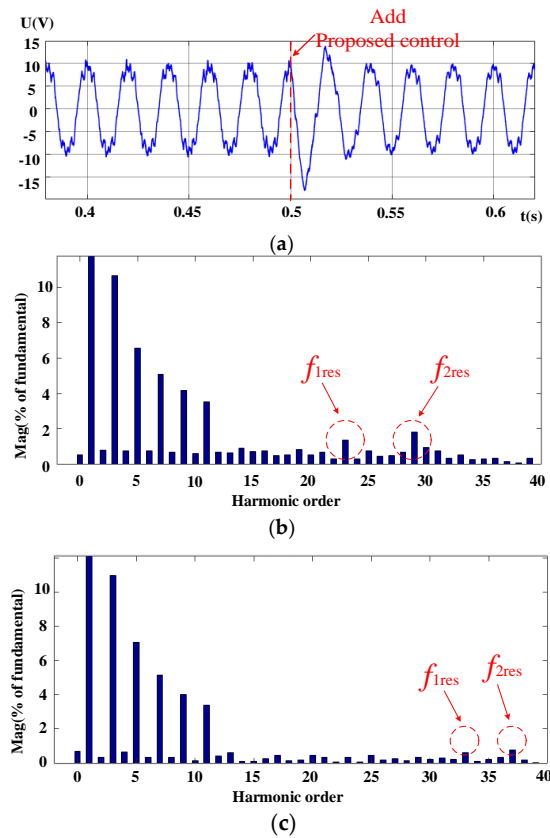 Add
Proposed control
U(V)
15
10
5
0
-5
-10
-15
0.4 0.45 0.5 0.55 0.6 t(s)
(a)
Mag(% of fundamental)
10
8
6
4
2
0
f1res
f2res
0 5 10 15 20 25 30 35 40
Harmonic order
(b)
Mag(% of fundamental)
10
8
6
4
2
0
f1res
f2res
0 5 10 15 20 25 30 35 40
Harmonic order
(c)